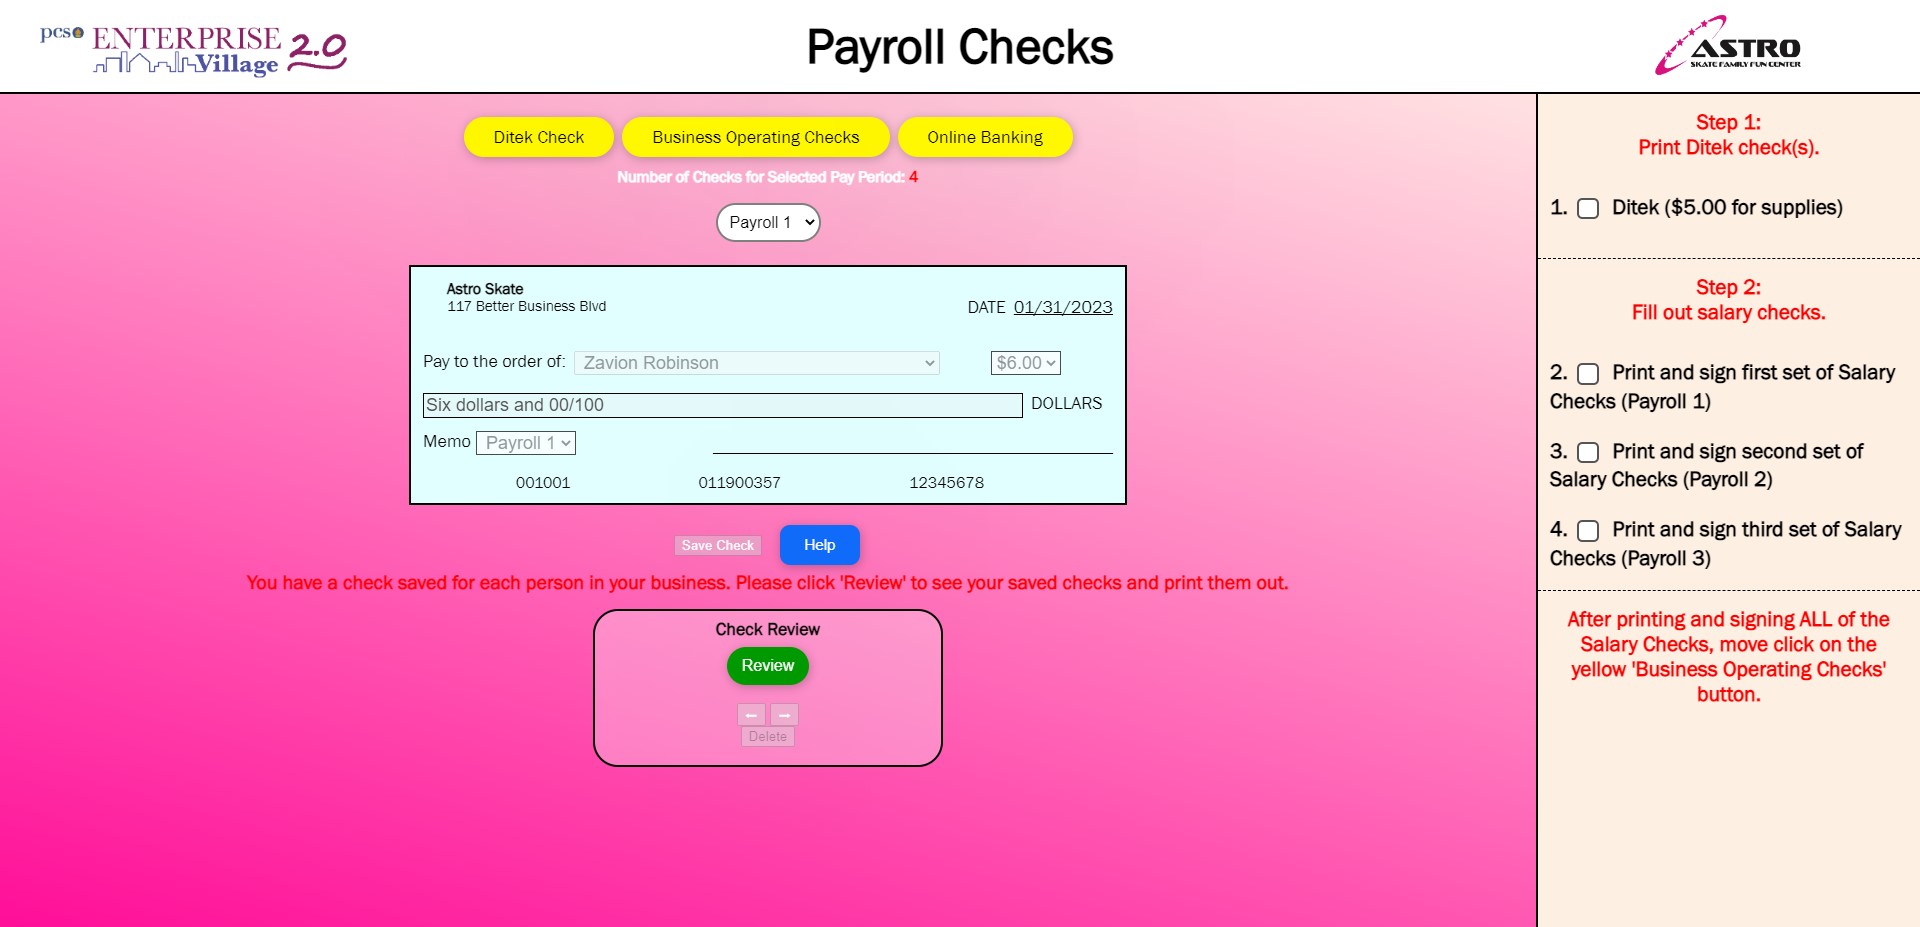 pcs ENTERPRISE Village 2.0
Payroll Checks
ASTRO
SKATE FAMILY FUN CENTER
Ditek Check
Business Operating Checks
Online Banking
Number of Checks for Selected Pay Period: 4
Payroll 1
Astro Skate
117 Better Business Blvd
DATE 01/31/2023
Pay to the order of: Zavion Robinson $6.00
Six dollars and 00/100 DOLLARS
Memo Payroll 1
001001 011900357 12345678
Save Check
Help
You have a check saved for each person in your business. Please click 'Review' to see your saved checks and print them out.
Check Review
Review
← →
Delete
Step 1:
Print Ditek check(s).
1. Ditek ($5.00 for supplies)
Step 2:
Fill out salary checks.
2. Print and sign first set of Salary
Checks (Payroll 1)
3. Print and sign second set of
Salary Checks (Payroll 2)
4. Print and sign third set of Salary
Checks (Payroll 3)
After printing and signing ALL of the
Salary Checks, move click on the
yellow 'Business Operating Checks'
button.